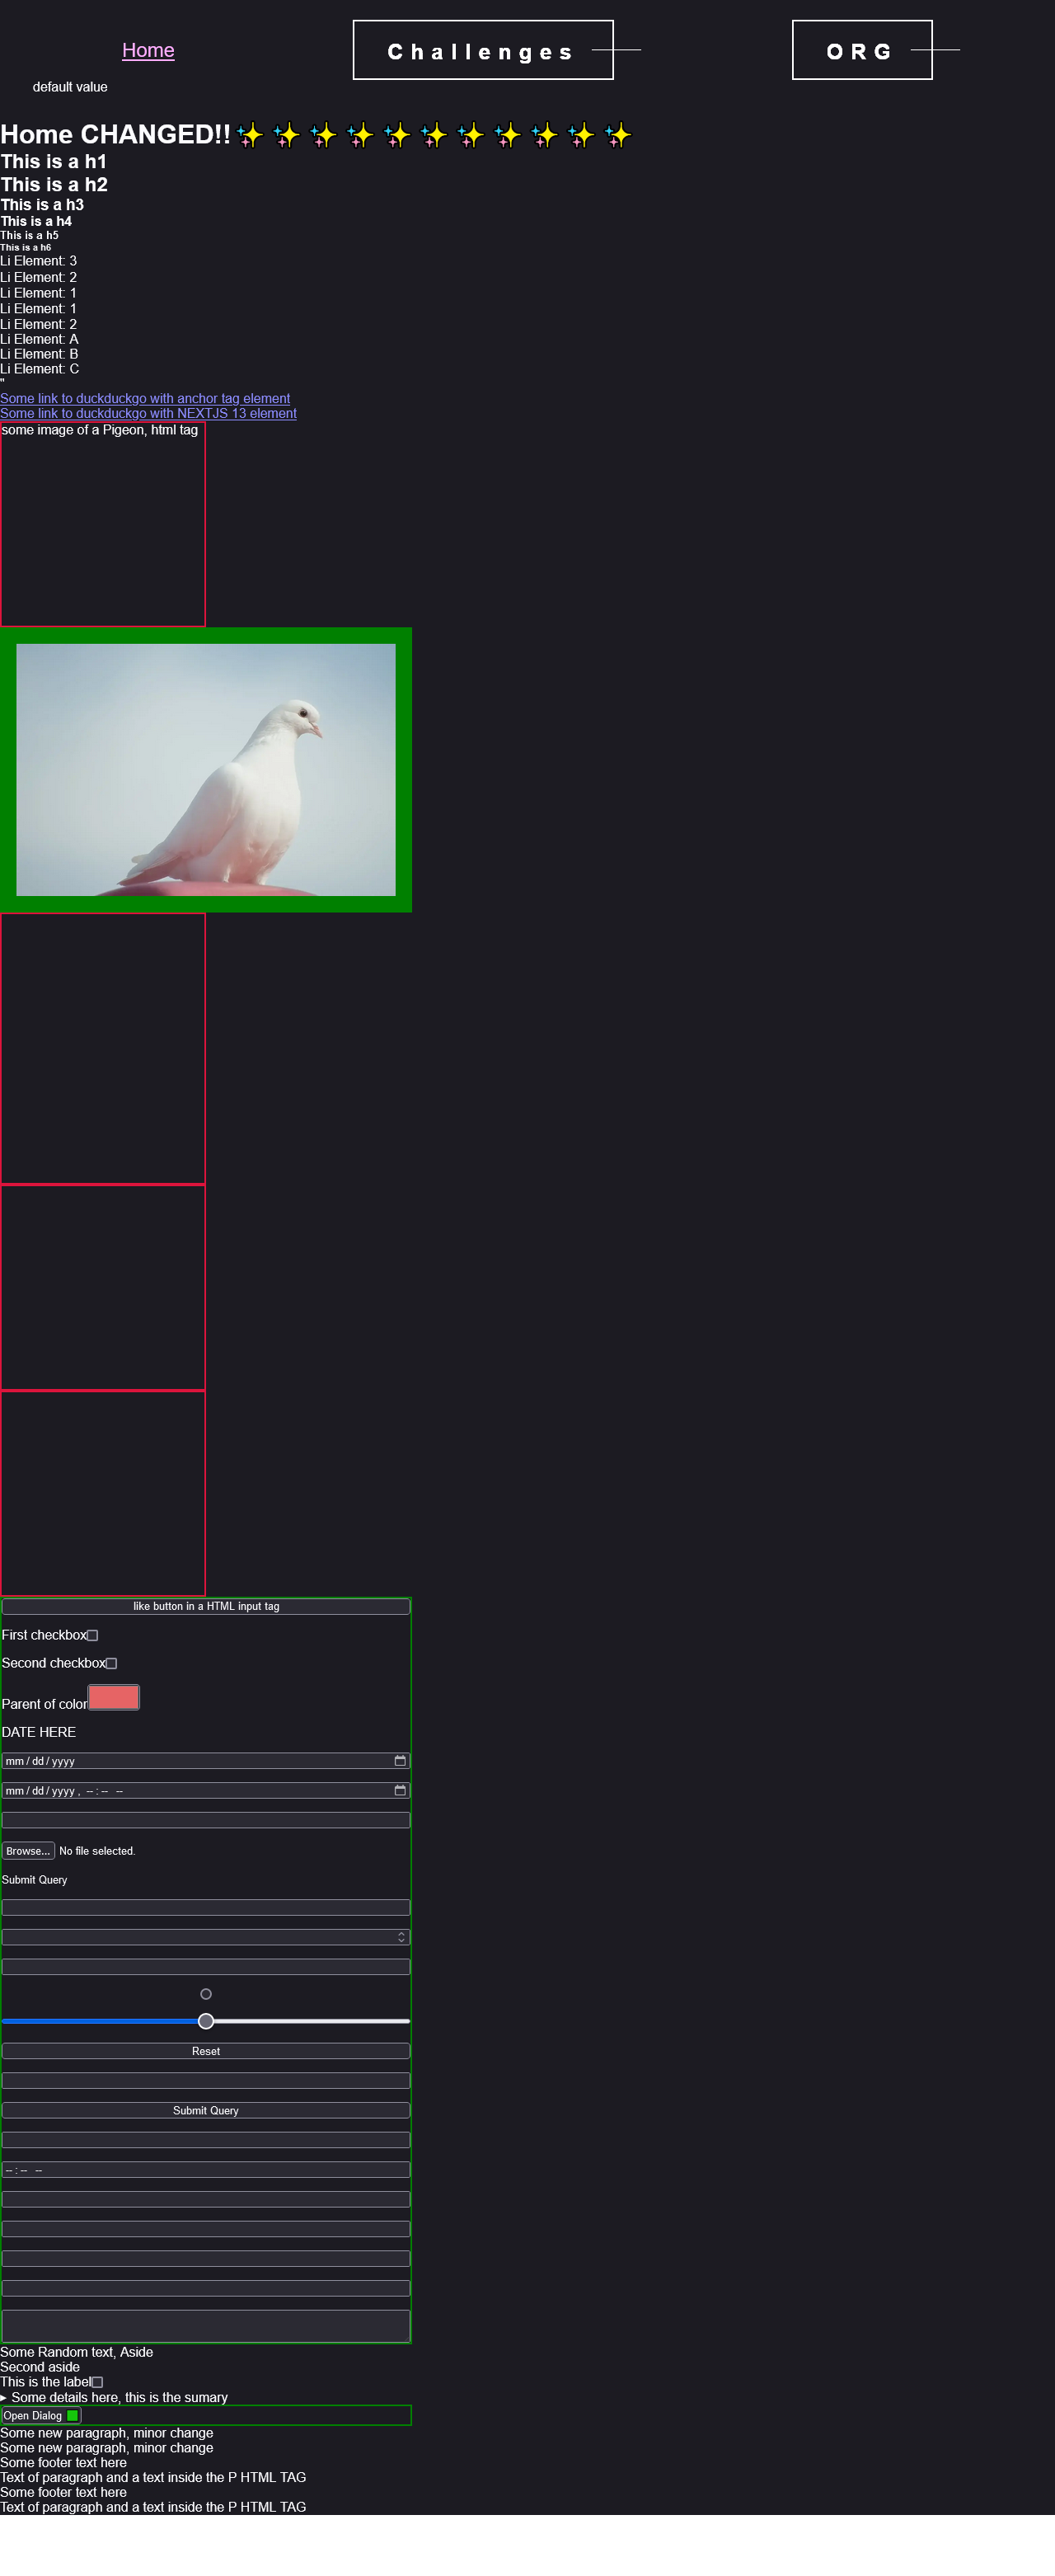 Home
Challenges
ORG
default value
Home CHANGED!!
This is a h1
This is a h2
This is a h3
This is a h4
This is a h5
This is a h6
Li Element: 3
Li Element: 2
Li Element: 1
Li Element: 1
Li Element: 2
Li Element: A
Li Element: B
Li Element: C
"
Some link to duckduckgo with anchor tag element
Some link to duckduckgo with NEXTJS 13 element
some image of a Pigeon, html tag
like button in a HTML input tag
First checkbox
Second checkbox
Parent of color
DATE HERE
mm / dd / yyyy
mm / dd / yyyy , -- : -- --
Browse... No file selected.
Submit Query
Reset
Submit Query
-- : -- --
Some Random text, Aside
Second aside
This is the label
Some details here, this is the sumary
Open Dialog
Some new paragraph, minor change
Some new paragraph, minor change
Some footer text here
Text of paragraph and a text inside the P HTML TAG
Some footer text here
Text of paragraph and a text inside the P HTML TAG